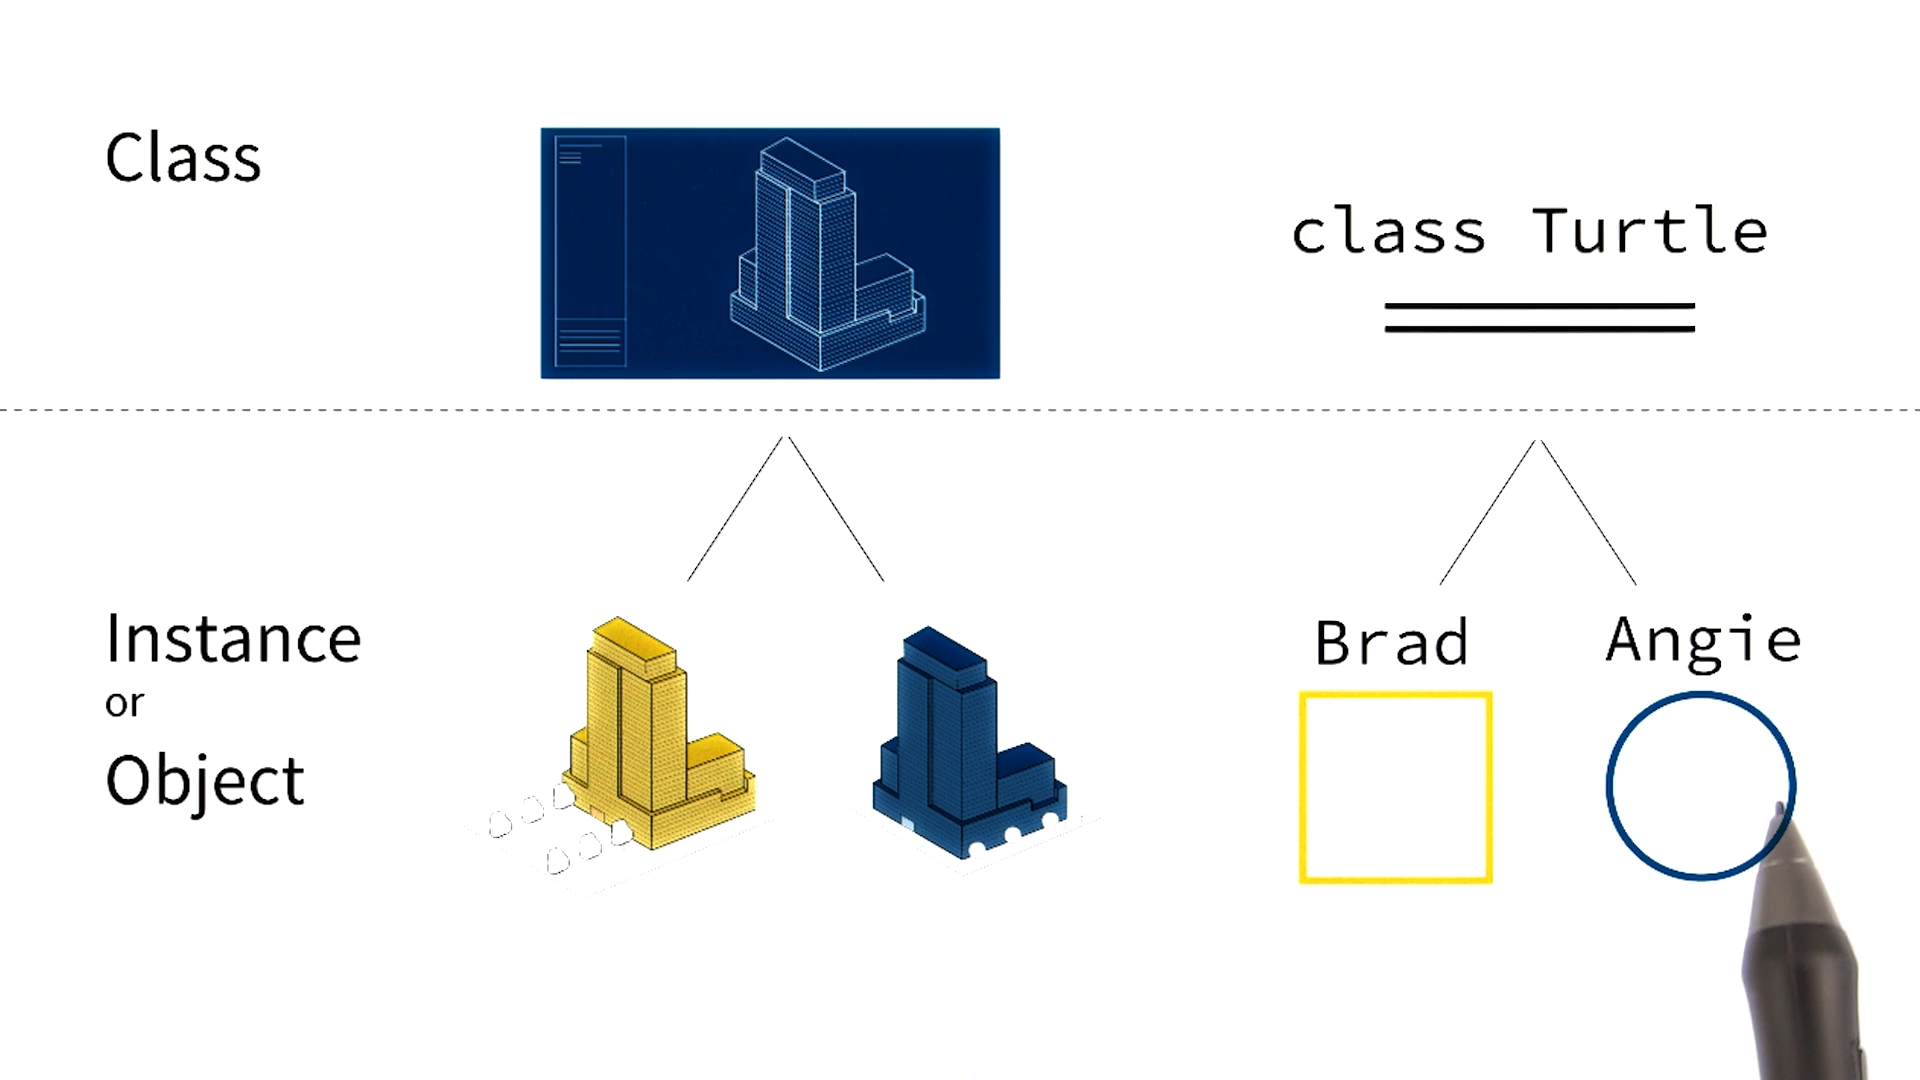 Class
class Turtle
Instance
or
Object
Brad
Angie